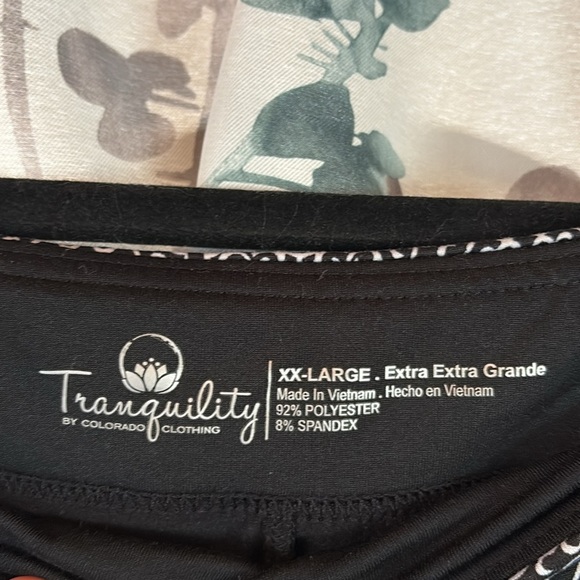 Tranquility
BY COLORADO CLOTHING
XX-LARGE . Extra Extra Grande
Made In Vietnam . Hecho en Vietnam
92% POLYESTER
8% SPANDEX